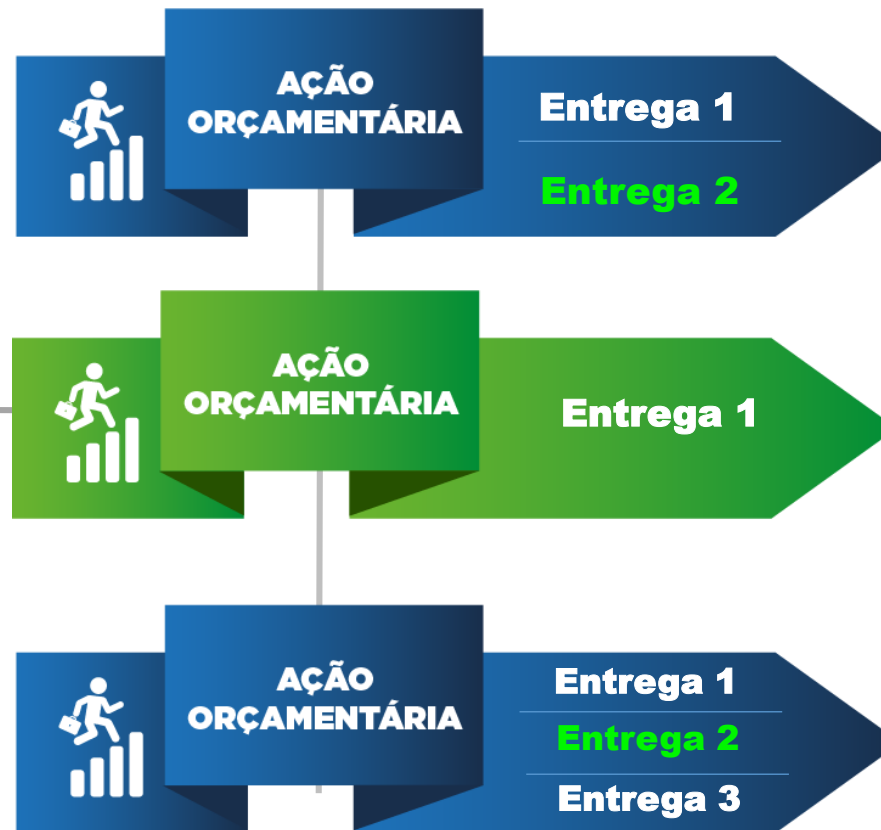 AÇÃO
ORÇAMENTÁRIA
Entrega 1
Entrega 2
AÇÃO
ORÇAMENTÁRIA
Entrega 1
AÇÃO
ORÇAMENTÁRIA
Entrega 1
Entrega 2
Entrega 3